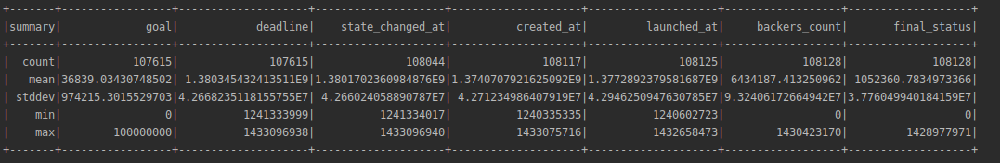 +-------+-----------------+--------------------+--------------------+--------------------+--------------------+-----------------+--------------------+
|summary| goal| deadline| state_changed_at| created_at| launched_at| backers_count| final_status|
+-------+-----------------+--------------------+--------------------+--------------------+--------------------+-----------------+--------------------+
| count| 107615| 107615| 108044| 108117| 108125| 108128| 108128|
| mean|36839.03430748502| 1.380345432413511E9|1.3801702360984876E9|1.3740707921625092E9|1.3772892379581687E9| 6434187.413250962| 1052360.7834973366|
| stddev|974215.3015529703|4.2668235118155755E7| 4.266024058890787E7| 4.271234986407919E7|4.2946250947630785E7|9.32406172664942E7|3.776049940184159E7|
| min| 0| 1241333999| 1241334017| 1240335335| 1240602723| 0| 0|
| max| 100000000| 1433096938| 1433096940| 1433075716| 1432658473| 1430423170| 1428977971|
+-------+-----------------+--------------------+--------------------+--------------------+--------------------+-----------------+--------------------+